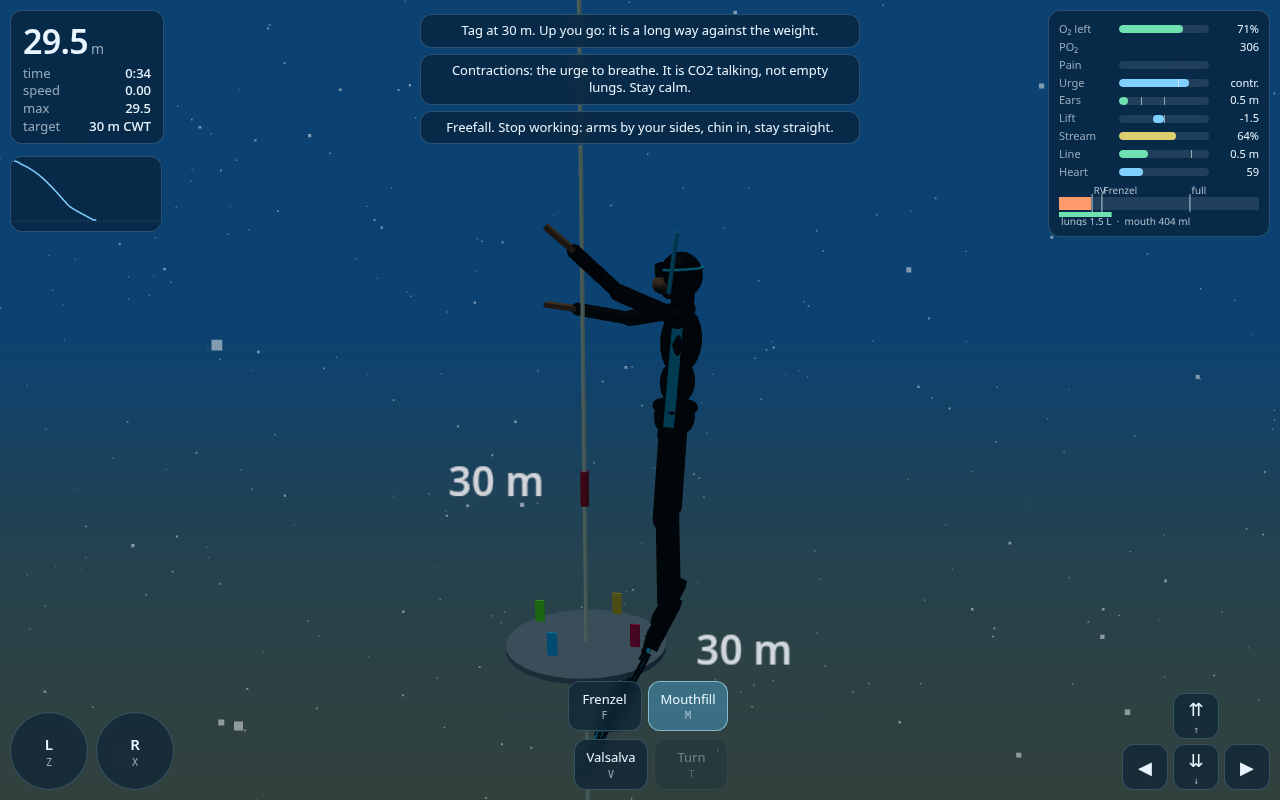 29.5 m
time 0:34
speed 0.00
max 29.5
target 30 m CWT
Tag at 30 m. Up you go: it is a long way against the weight.
Contractions: the urge to breathe. It is CO2 talking, not empty
lungs. Stay calm.
Freefall. Stop working: arms by your sides, chin in, stay straight.
O₂ left 71%
PO₂ 306
Pain
Urge contr.
Ears 0.5 m
Lift -1.5
Stream 64%
Line 0.5 m
Heart 59
RV Frenzel full
lungs 1.5 L · mouth 404 ml
30 m
30 m
Frenzel
F
Mouthfill
M
Valsalva
V
Turn
T
L
Z
R
X
⇈
↑
◀
⇊
↓
▶